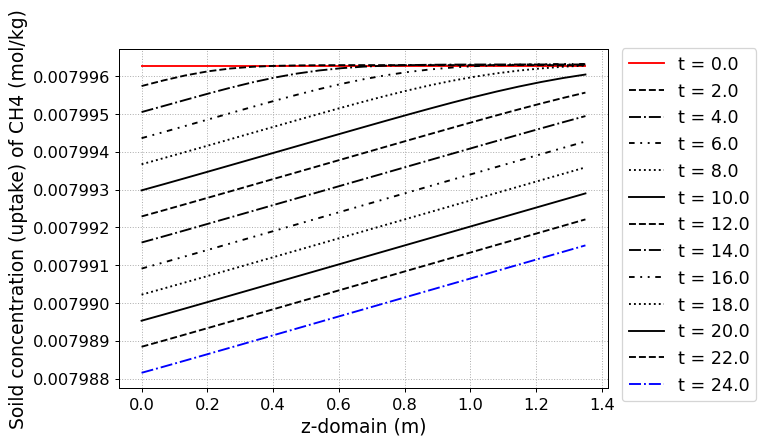 Soild concentration (uptake) of CH4 (mol/kg)
0.007996
0.007995
0.007994
0.007993
0.007992
0.007991
0.007990
0.007989
0.007988
0.0 0.2 0.4 0.6 0.8 1.0 1.2 1.4
z-domain (m)
t = 0.0
t = 2.0
t = 4.0
t = 6.0
t = 8.0
t = 10.0
t = 12.0
t = 14.0
t = 16.0
t = 18.0
t = 20.0
t = 22.0
t = 24.0